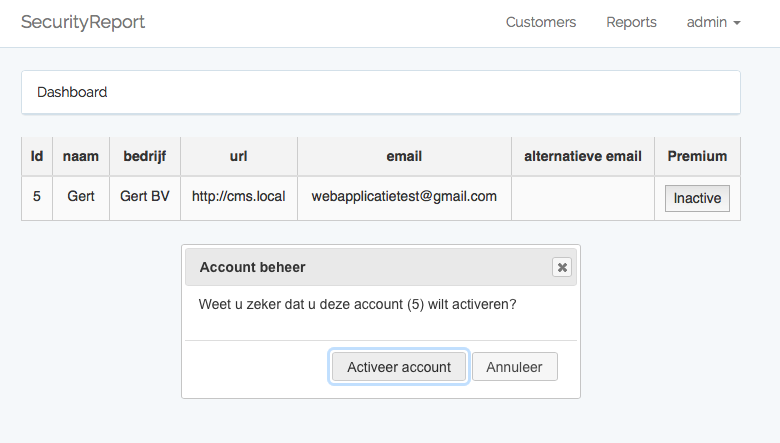 SecurityReport Customers Reports admin
Dashboard
Id naam bedrijf url email alternatieve email Premium
5 Gert Gert BV http://cms.local webapplicatietest@gmail.com Inactive
Account beheer
Weet u zeker dat u deze account (5) wilt activeren?
Activeer account Annuleer